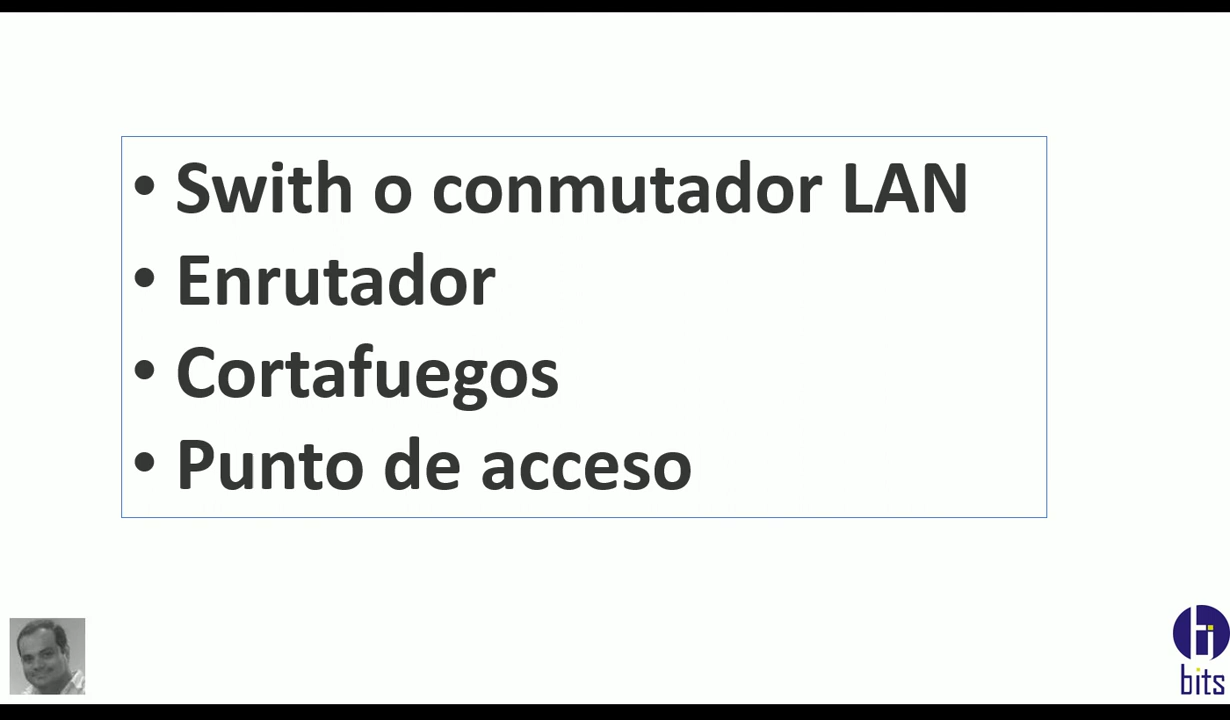 • Swith o conmutador LAN
• Enrutador
• Cortafuegos
• Punto de acceso
bits